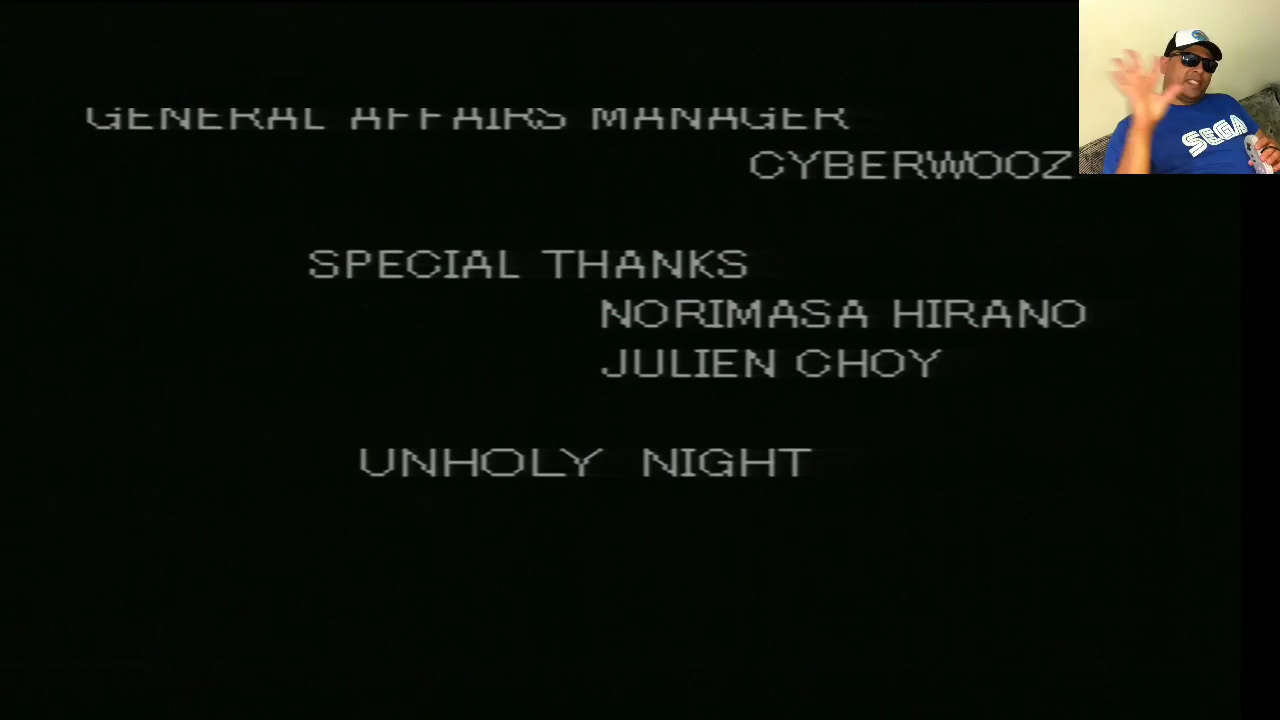 GENERAL AFFAIRS MANAGER
CYBERWOOZ
SPECIAL THANKS
NORIMASA HIRANO
JULIEN CHOY
UNHOLY NIGHT
SEGA